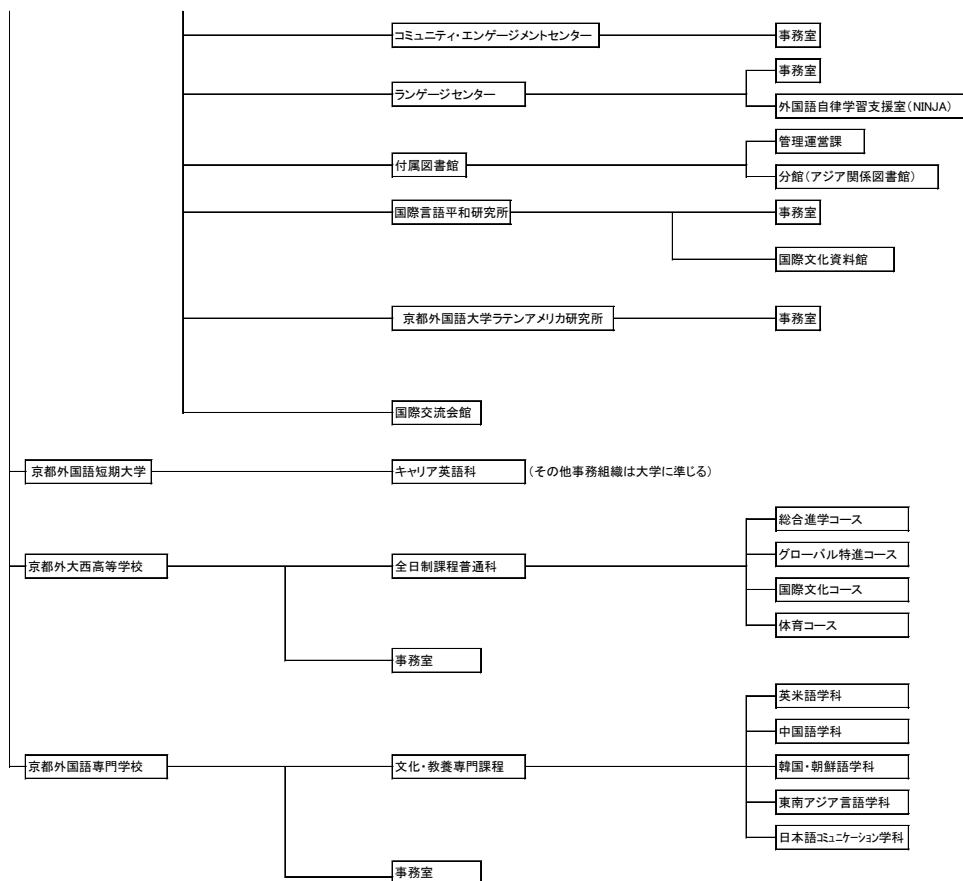 コミュニティ・エンゲージメントセンター
事務室
ランゲージセンター
事務室
外国語自律学習支援室(NINJA)
付属図書館
管理運営課
分館(アジア関係図書館)
国際言語平和研究所
事務室
国際文化資料館
京都外国語大学ラテンアメリカ研究所
事務室
国際交流会館
京都外国語短期大学
キャリア英語科
(その他事務組織は大学に準じる)
京都外大西高等学校
全日制課程普通科
総合進学コース
グローバル特進コース
国際文化コース
体育コース
事務室
京都外国語専門学校
文化・教養専門課程
英米語学科
中国語学科
韓国・朝鮮語学科
東南アジア言語学科
日本語コミュニケーション学科
事務室